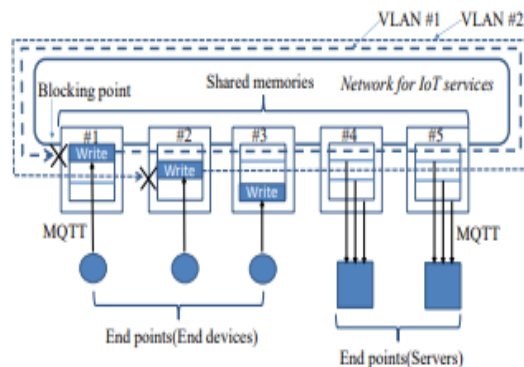 VLAN #1 VLAN #2
Blocking point
Shared memories
Network for IoT services
#1 #2 #3 #4 #5
Write
Write
Write
MQTT
MQTT
End points(End devices)
End points(Servers)